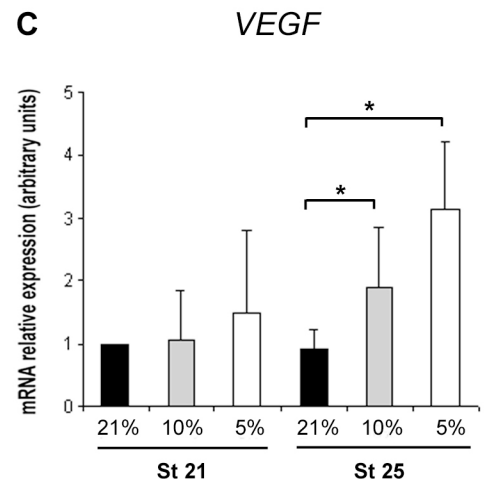 C
VEGF
mRNA relative expression (arbitrary units)
5
4
3
2
1
0
*
*
21% 10% 5% 21% 10% 5%
St 21 St 25